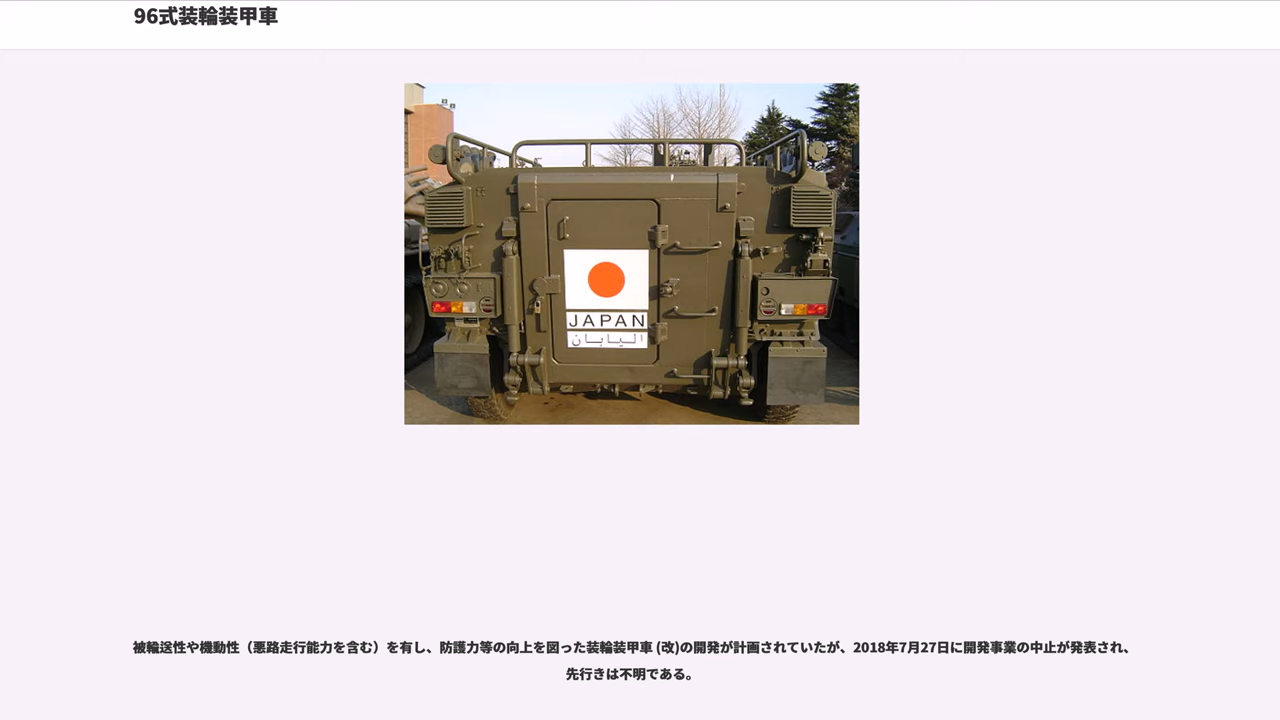 96式装輪装甲車
JAPAN
اليابان
被輸送性や機動性（悪路走行能力を含む）を有し、防護力等の向上を図った装輪装甲車 (改)の開発が計画されていたが、2018年7月27日に開発事業の中止が発表され、
先行きは不明である。